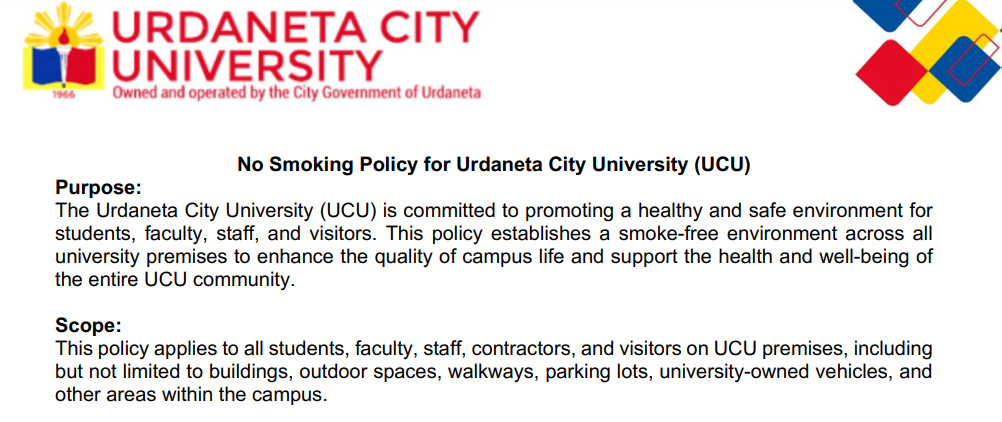 URDANETA CITY
UNIVERSITY
1966
Owned and operated by the City Government of Urdaneta
No Smoking Policy for Urdaneta City University (UCU)
Purpose:
The Urdaneta City University (UCU) is committed to promoting a healthy and safe environment for
students, faculty, staff, and visitors. This policy establishes a smoke-free environment across all
university premises to enhance the quality of campus life and support the health and well-being of
the entire UCU community.
Scope:
This policy applies to all students, faculty, staff, contractors, and visitors on UCU premises, including
but not limited to buildings, outdoor spaces, walkways, parking lots, university-owned vehicles, and
other areas within the campus.